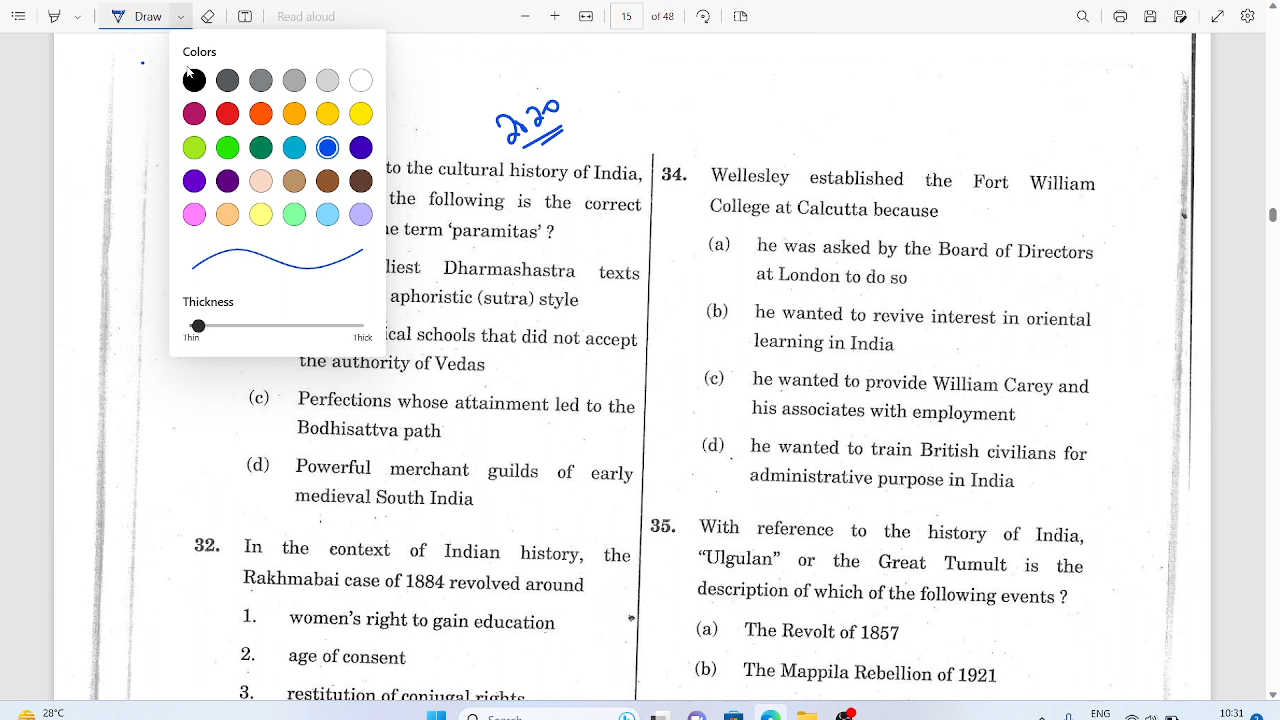 Draw
Read aloud
15
of 48
Colors
Thickness
Thin
Thick
2020
to the cultural history of India,
the following is the correct
term 'paramitas' ?
Dharmashastra texts
aphoristic (sutra) style
schools that did not accept
the authority of Vedas
(c) Perfections whose attainment led to the
Bodhisattva path
(d) Powerful merchant guilds of early
medieval South India
32. In the context of Indian history, the
Rakhmabai case of 1884 revolved around
1. women's right to gain education
2. age of consent
3. restitution of conjugal rights
34. Wellesley established the Fort William
College at Calcutta because
(a) he was asked by the Board of Directors
at London to do so
(b) he wanted to revive interest in oriental
learning in India
(c) he wanted to provide William Carey and
his associates with employment
(d) he wanted to train British civilians for
administrative purpose in India
35. With reference to the history of India,
"Ulgulan" or the Great Tumult is the
description of which of the following events ?
(a) The Revolt of 1857
(b) The Mappila Rebellion of 1921
28°C
Search
ENG